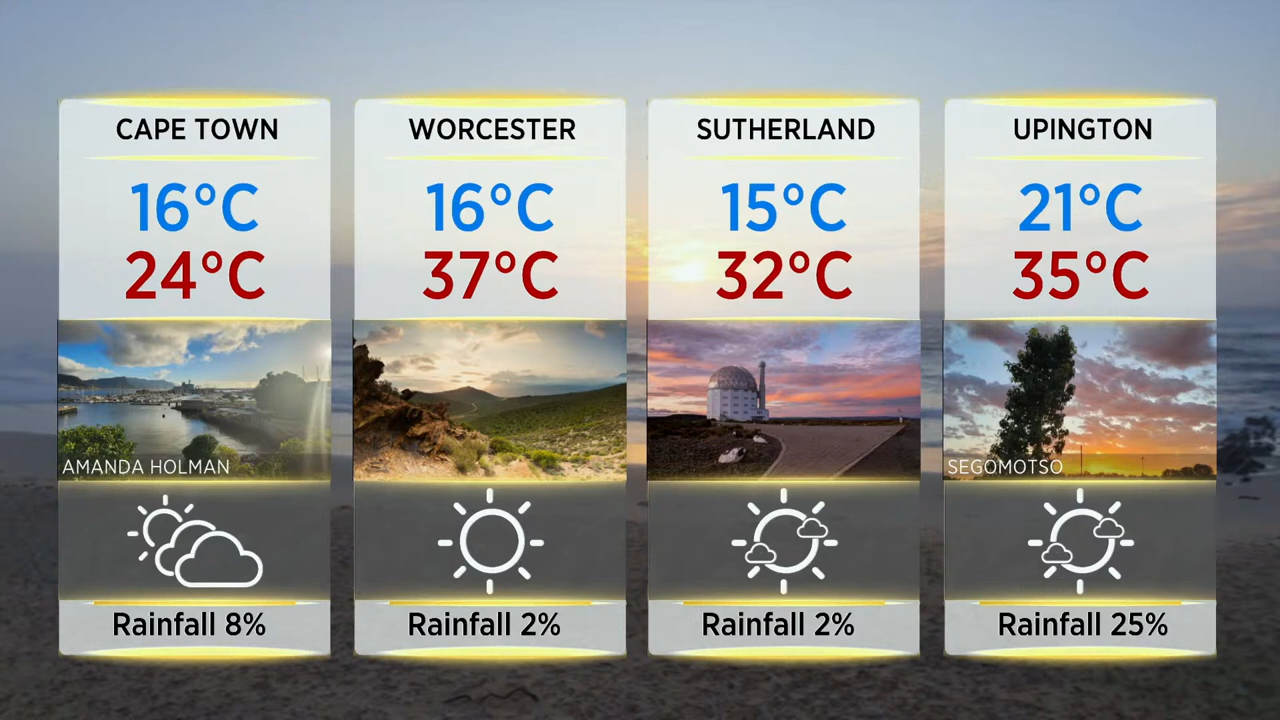 CAPE TOWN
16°C
24°C
AMANDA HOLMAN
Rainfall 8%
WORCESTER
16°C
37°C
Rainfall 2%
SUTHERLAND
15°C
32°C
Rainfall 2%
UPINGTON
21°C
35°C
SEGOMOTSO
Rainfall 25%